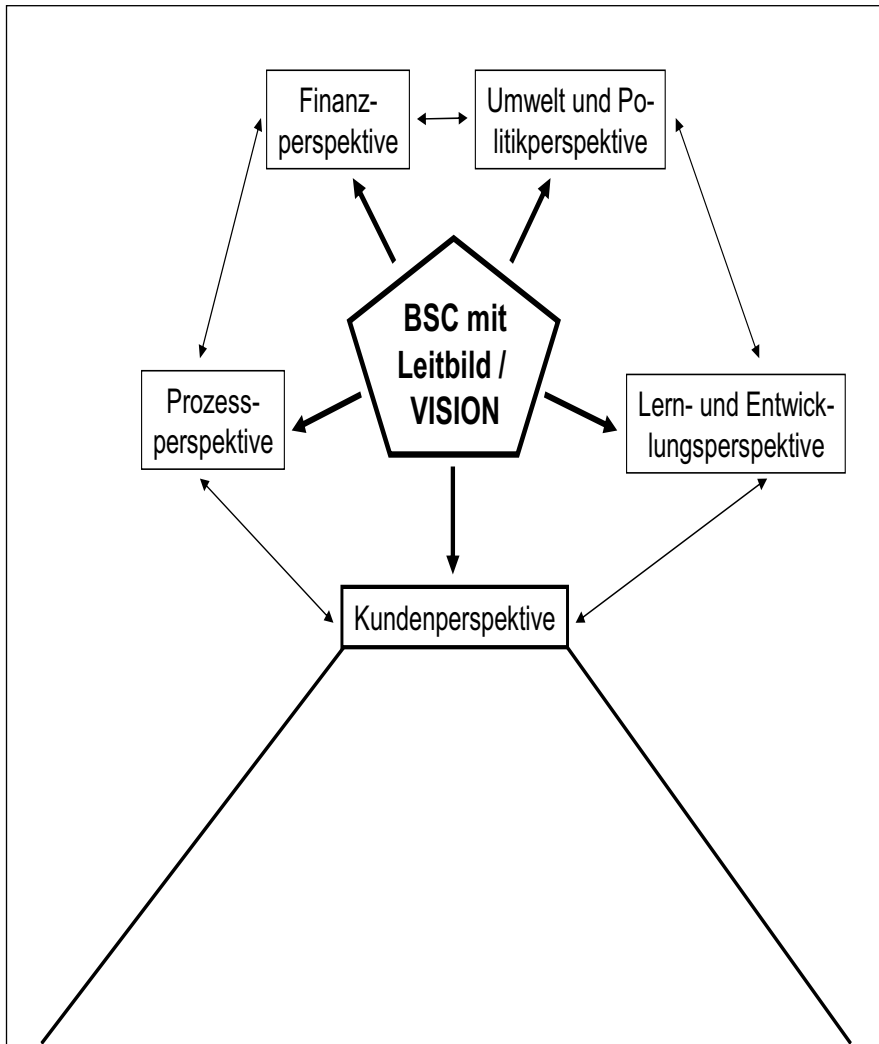 Finanz-
perspektive
Umwelt und Po-
litikperspektive
BSC mit
Leitbild /
VISION
Prozess-
perspektive
Lern- und Entwick-
lungsperspektive
Kundenperspektive